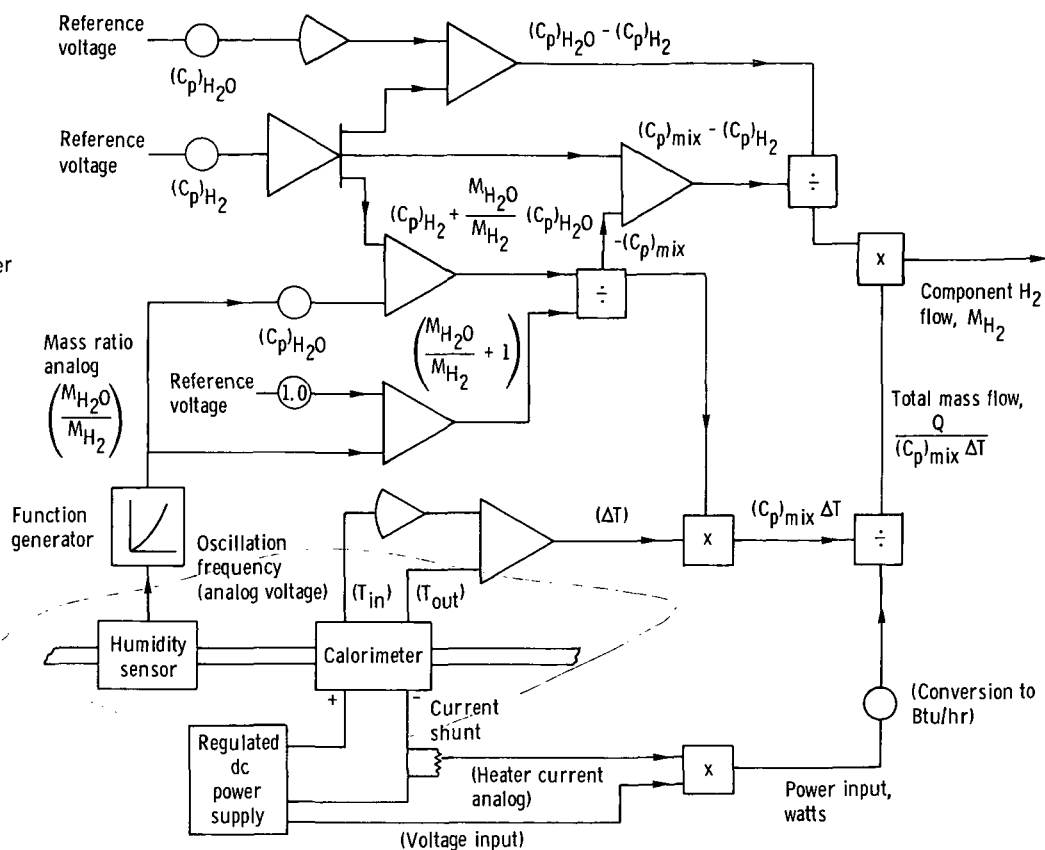 Reference
voltage
(Cp)H2O
(Cp)H2O − (Cp)H2
Reference
voltage
(Cp)H2
(Cp)mix − (Cp)H2
÷
(Cp)H2 + MH2O/MH2 (Cp)H2O
−(Cp)mix
er
x
÷
Component H2
flow, MH2
(Cp)H2O
Mass ratio
analog
(MH2O/MH2)
(MH2O/MH2 + 1)
Reference
voltage
1.0
Total mass flow,
Q
(Cp)mix ΔT
Function
generator
Oscillation
frequency
(analog voltage)
(Tin)
(Tout)
(ΔT)
x
(Cp)mix ΔT
÷
Humidity
sensor
Calorimeter
+
−
Current
shunt
(Conversion to
Btu/hr)
Regulated
dc
power
supply
(Heater current
analog)
x
Power input,
watts
(Voltage input)